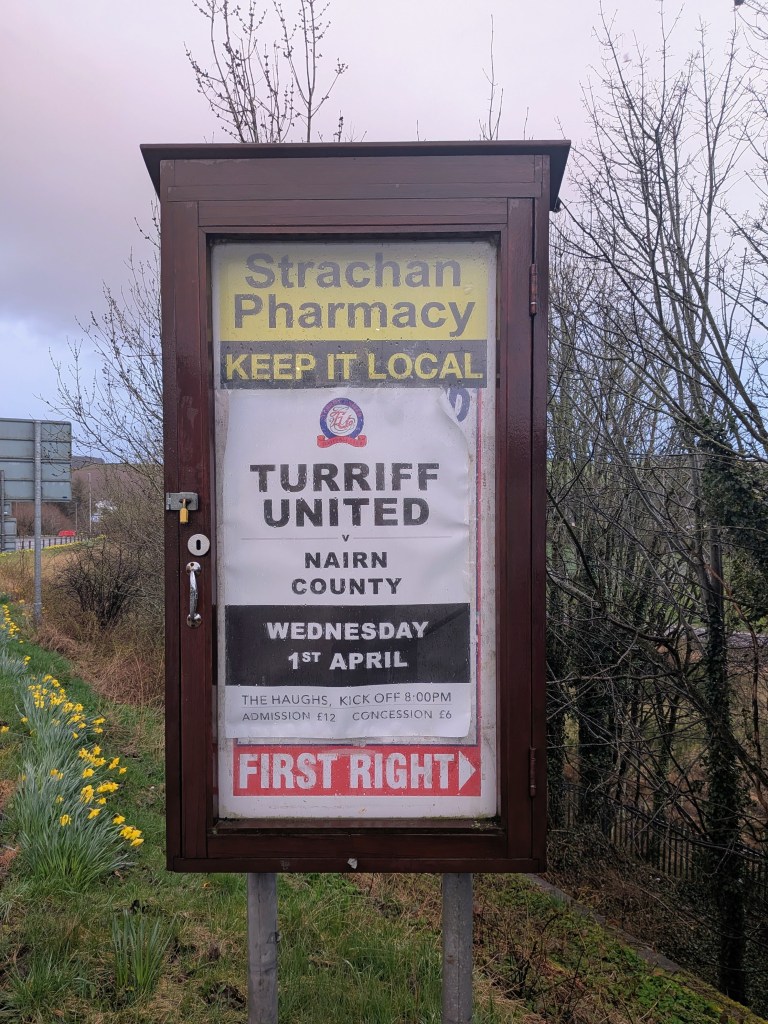 Strachan
Pharmacy
KEEP IT LOCAL
TURRIFF
UNITED
v
NAIRN
COUNTY
WEDNESDAY
1ST APRIL
THE HAUGHS, KICK OFF 8:00PM
ADMISSION £12 CONCESSION £6
FIRST RIGHT